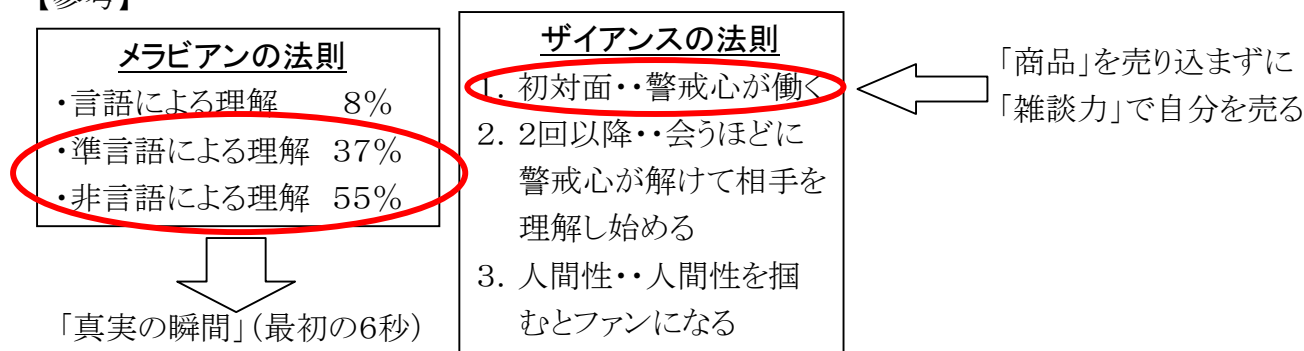 【参考】
メラビアンの法則
・言語による理解 8%
・準言語による理解 37%
・非言語による理解 55%
「真実の瞬間」(最初の6秒)
ザイアンスの法則
1. 初対面・・警戒心が働く
2. 2回以降・・会うほどに
警戒心が解けて相手を
理解し始める
3. 人間性・・人間性を掴
むとファンになる
「商品」を売り込まずに
「雑談力」で自分を売る